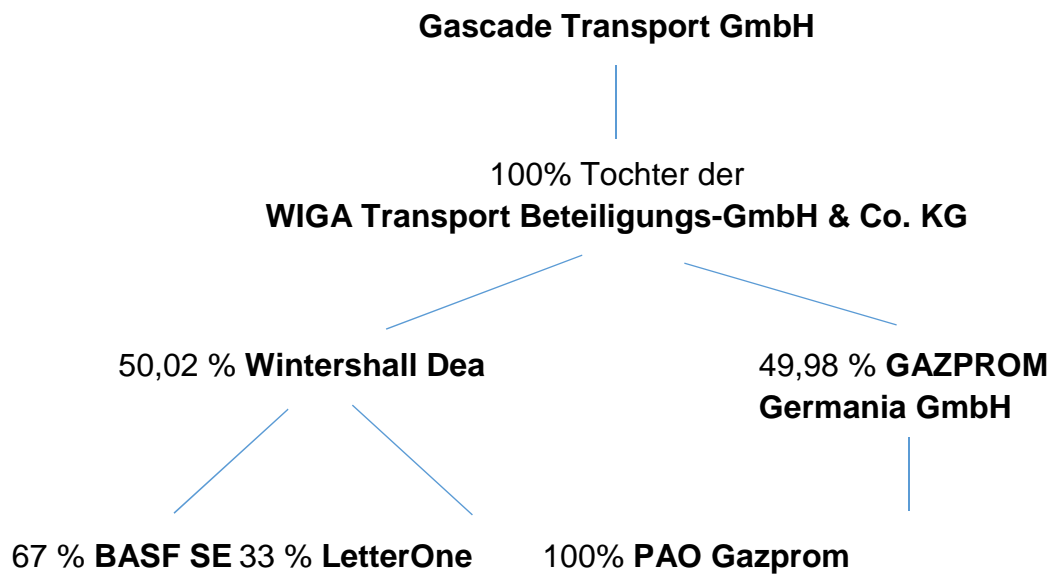 Gascade Transport GmbH
100% Tochter der
WIGA Transport Beteiligungs-GmbH & Co. KG
50,02 % Wintershall Dea
49,98 % GAZPROM
Germania GmbH
67 % BASF SE 33 % LetterOne
100% PAO Gazprom